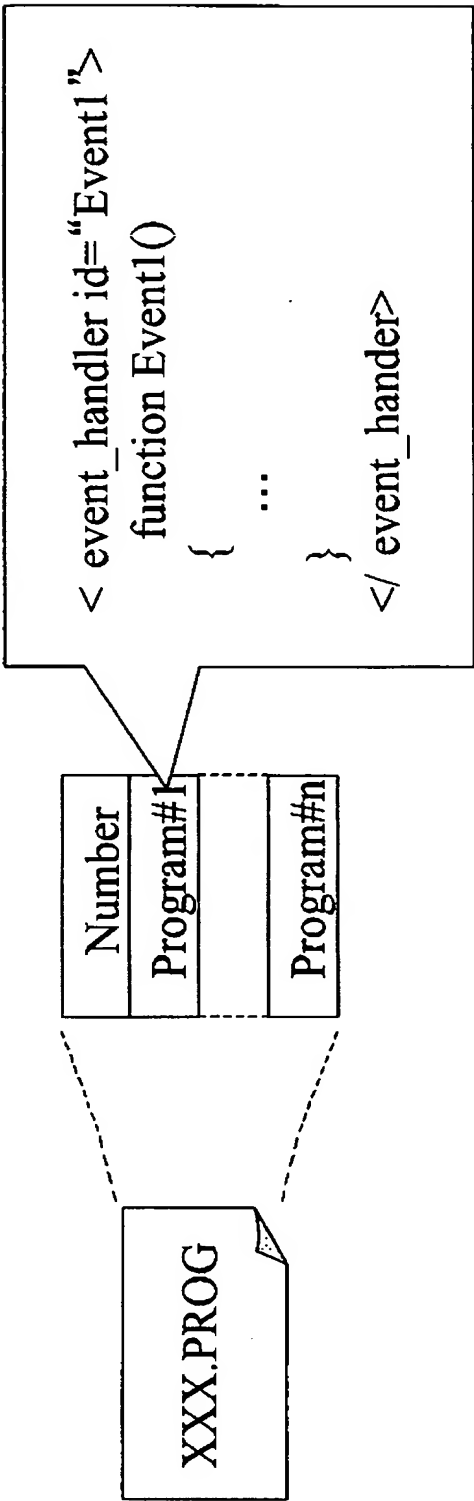 XXX.PROG
Number
Program#1
Program#n
< event_handler id=“Event1”>
function Event1()
{
...
}
</ event_hander>